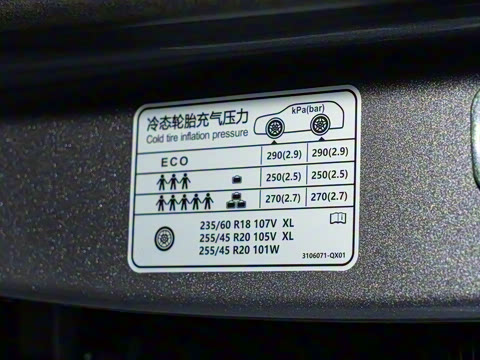 冷态轮胎充气压力 kPa(bar)
Cold tire inflation pressure
ECO 290(2.9) 290(2.9)
250(2.5) 250(2.5)
270(2.7) 270(2.7)
235/60 R18 107V XL
255/45 R20 105V XL
255/45 R20 101W
3106071-QX01